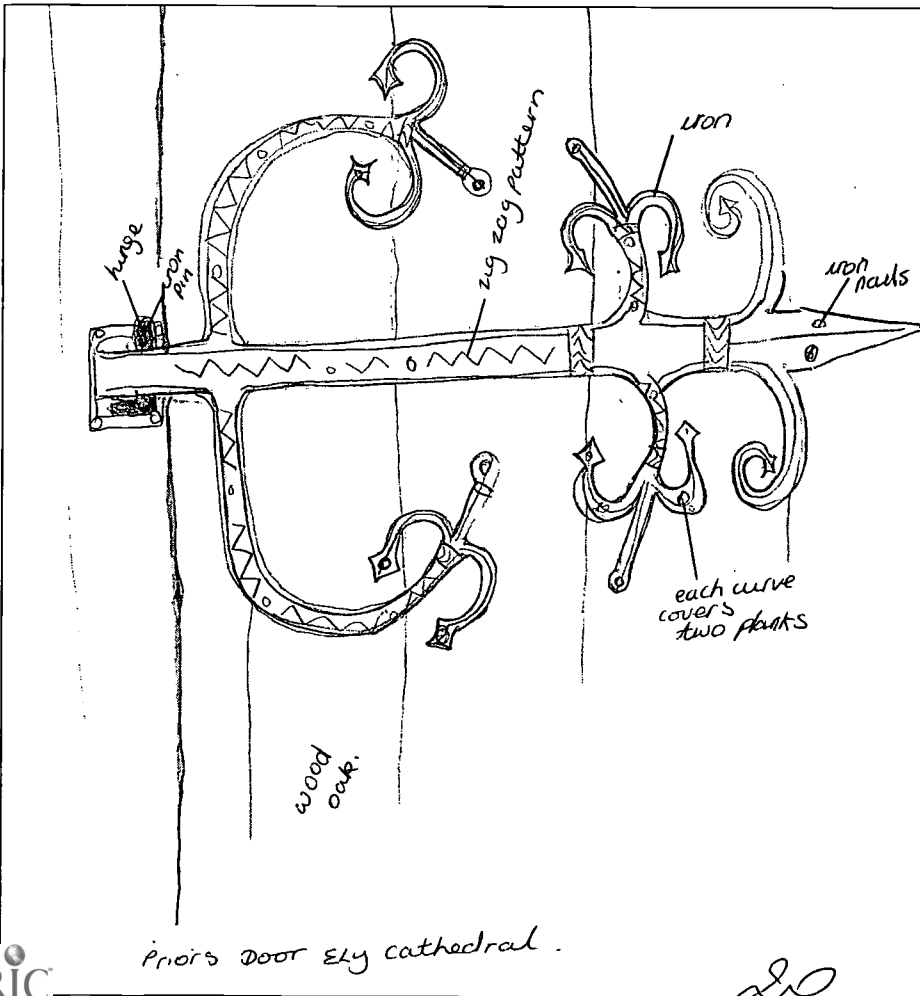 iron
zig zag pattern
hinge
iron
pin
iron
nails
each curve
covers
two planks
wood
oak.
Priors Door Ely Cathedral.
RIC